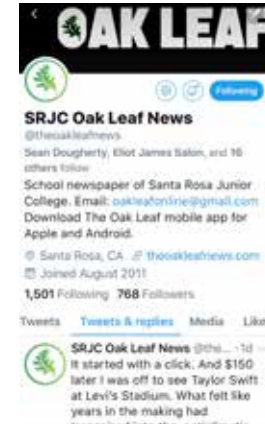 OAK LEAF
Following
SRJC Oak Leaf News
@theoakleafnews
Sean Dougherty, Eliot James Salon, and 16
others follow
School newspaper of Santa Rosa Junior
College. Email: oakleafonline@gmail.com
Download The Oak Leaf mobile app for
Apple and Android.
Santa Rosa, CA theoakleafnews.com
Joined August 2011
1,501 Following 768 Followers
Tweets Tweets & replies Media Like
SRJC Oak Leaf News @the... · 1d
It started with a click. And $150
later I was off to see Taylor Swift
at Levi's Stadium. What felt like
years in the making had